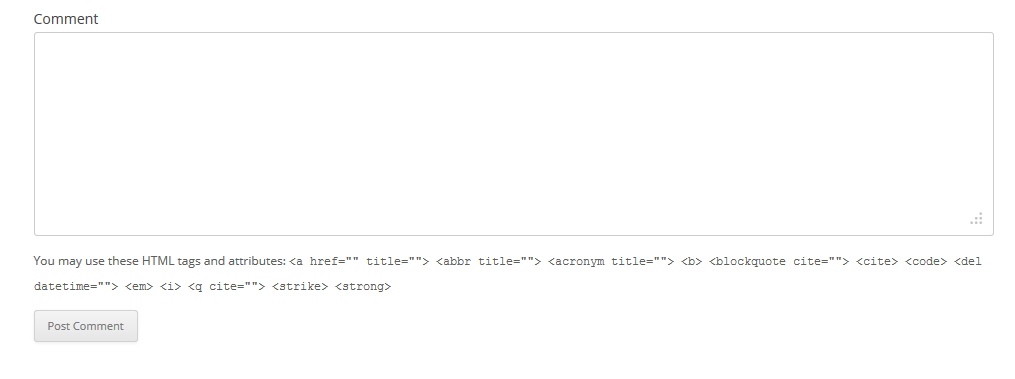 Comment
You may use these HTML tags and attributes: <a href="" title=""> <abbr title=""> <acronym title=""> <b> <blockquote cite=""> <cite> <code> <del
datetime=""> <em> <i> <q cite=""> <strike> <strong>
Post Comment